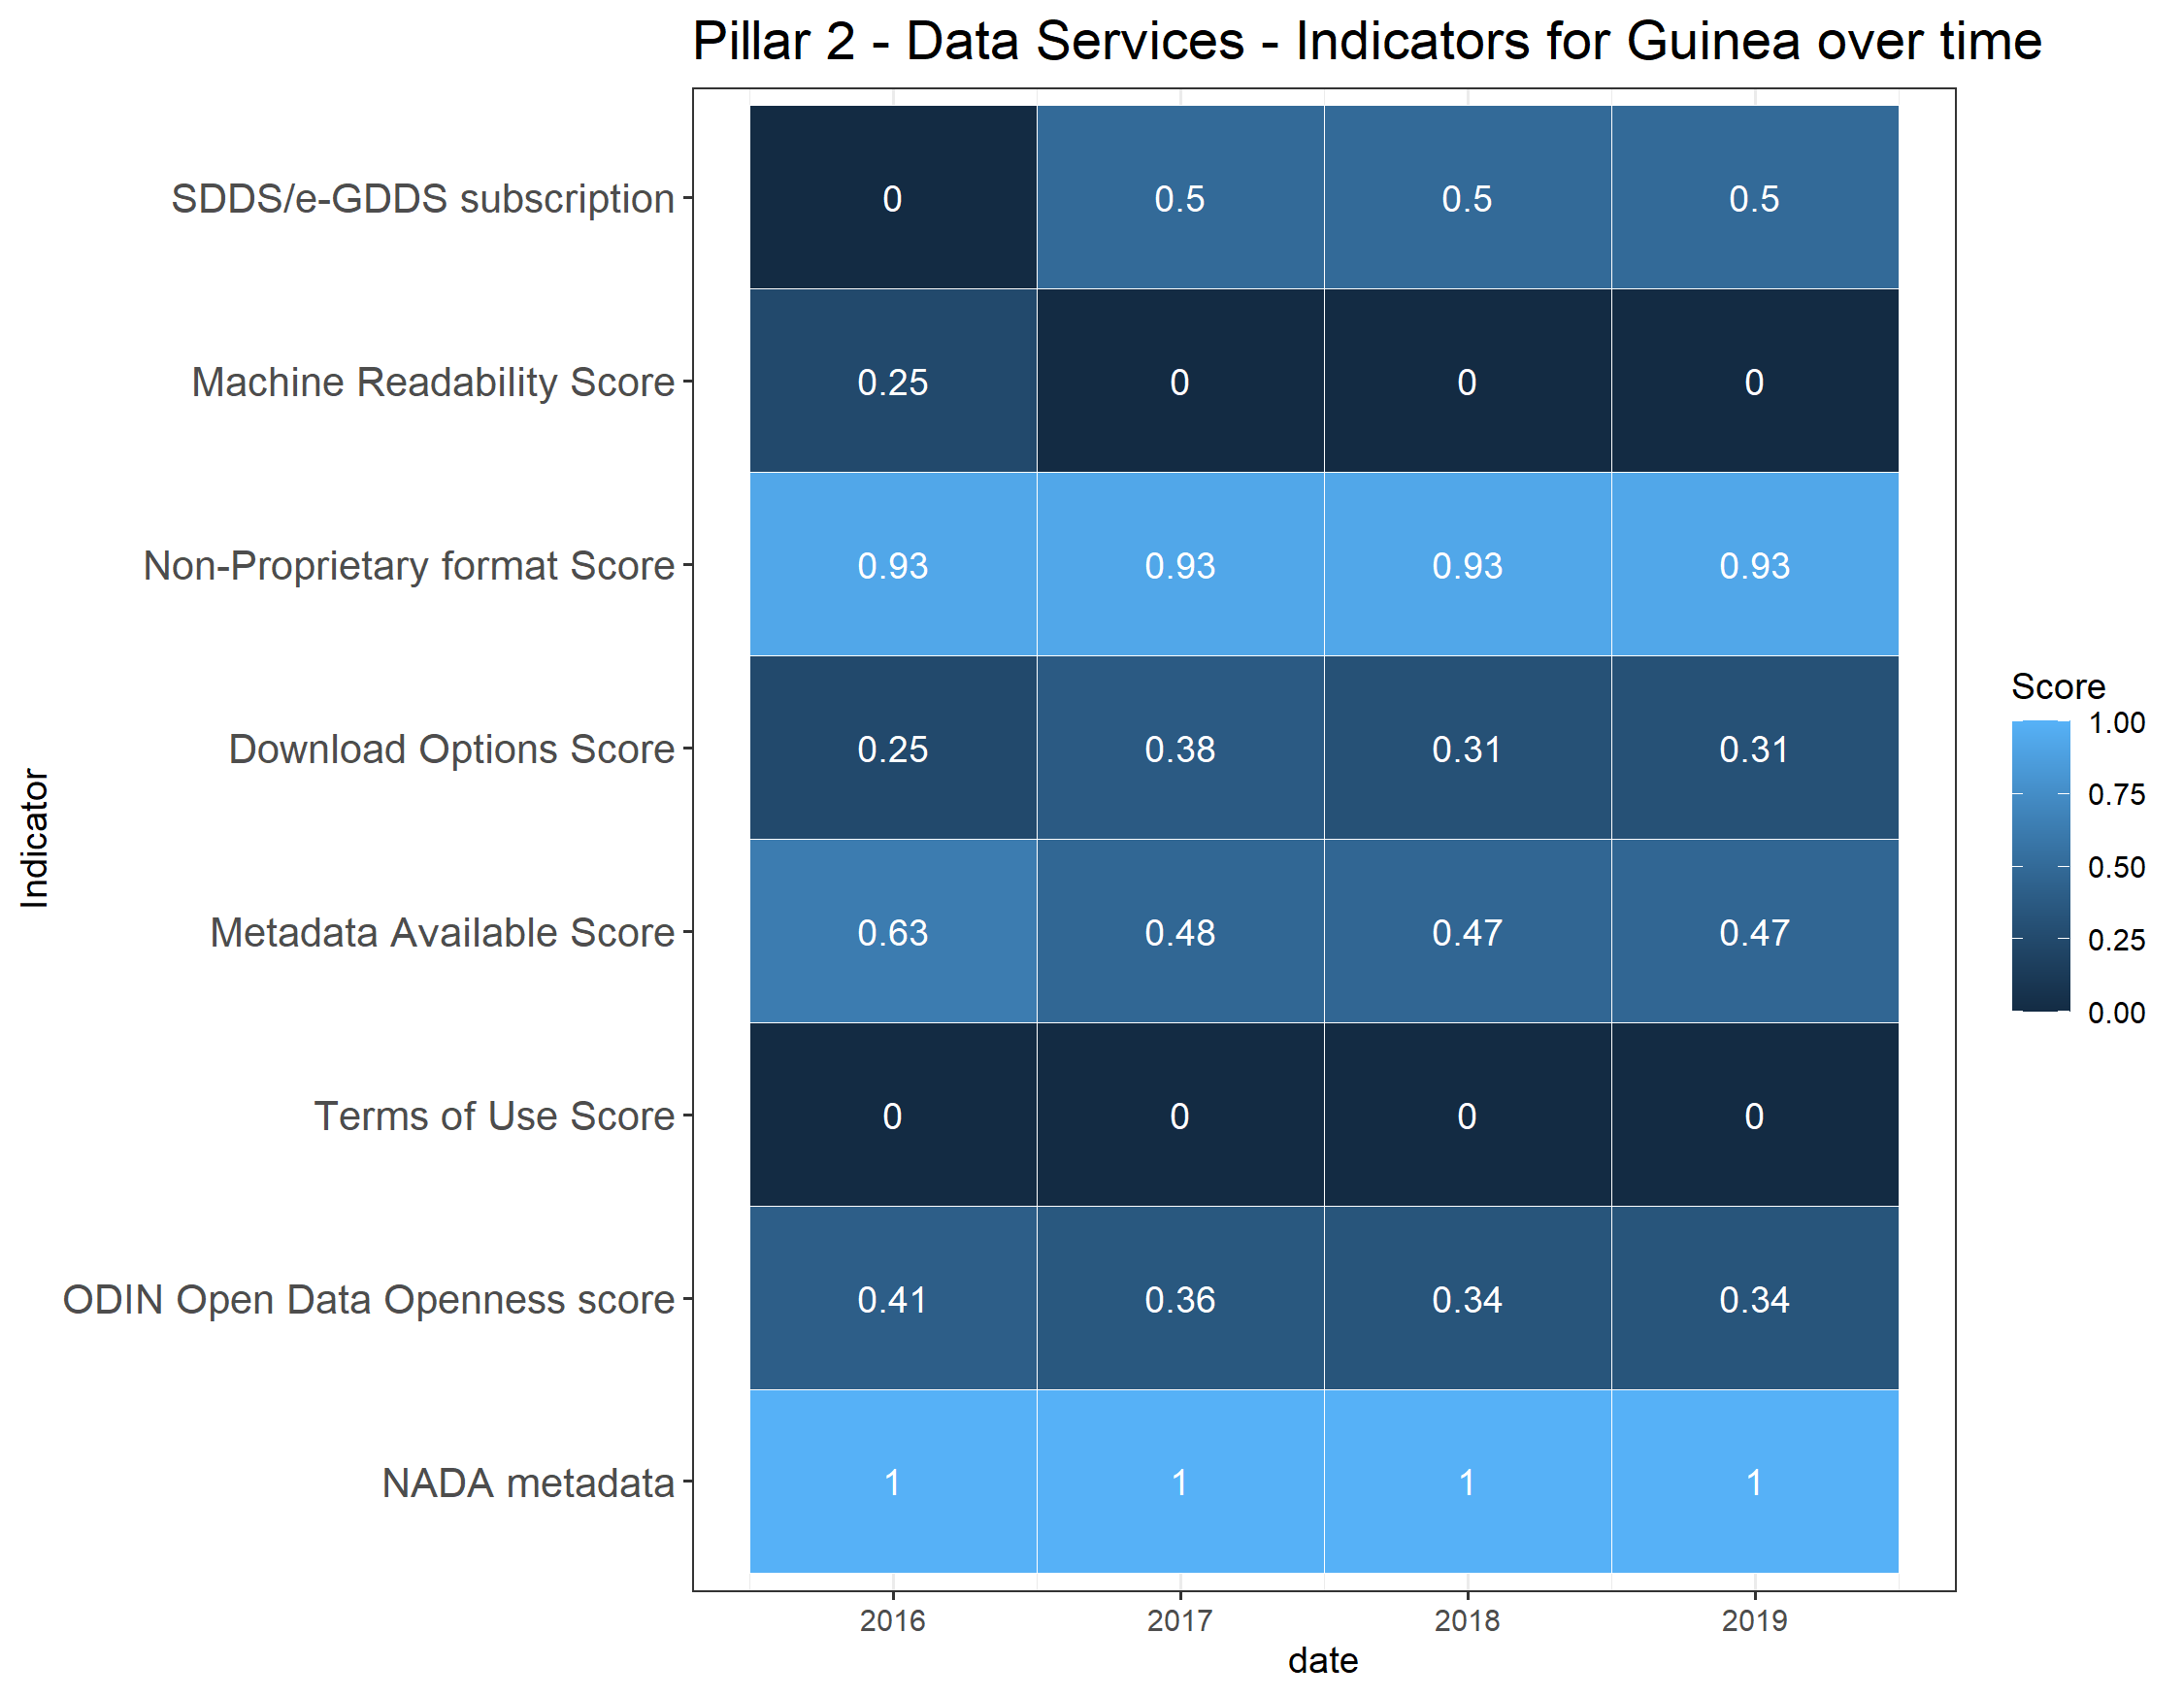 Pillar 2 - Data Services - Indicators for Guinea over time
SDDS/e-GDDS subscription 0 0.5 0.5 0.5
Machine Readability Score 0.25 0 0 0
Non-Proprietary format Score 0.93 0.93 0.93 0.93
Download Options Score 0.25 0.38 0.31 0.31
Metadata Available Score 0.63 0.48 0.47 0.47
Terms of Use Score 0 0 0 0
ODIN Open Data Openness score 0.41 0.36 0.34 0.34
NADA metadata 1 1 1 1
2016 2017 2018 2019
date
Indicator
Score
1.00
0.75
0.50
0.25
0.00